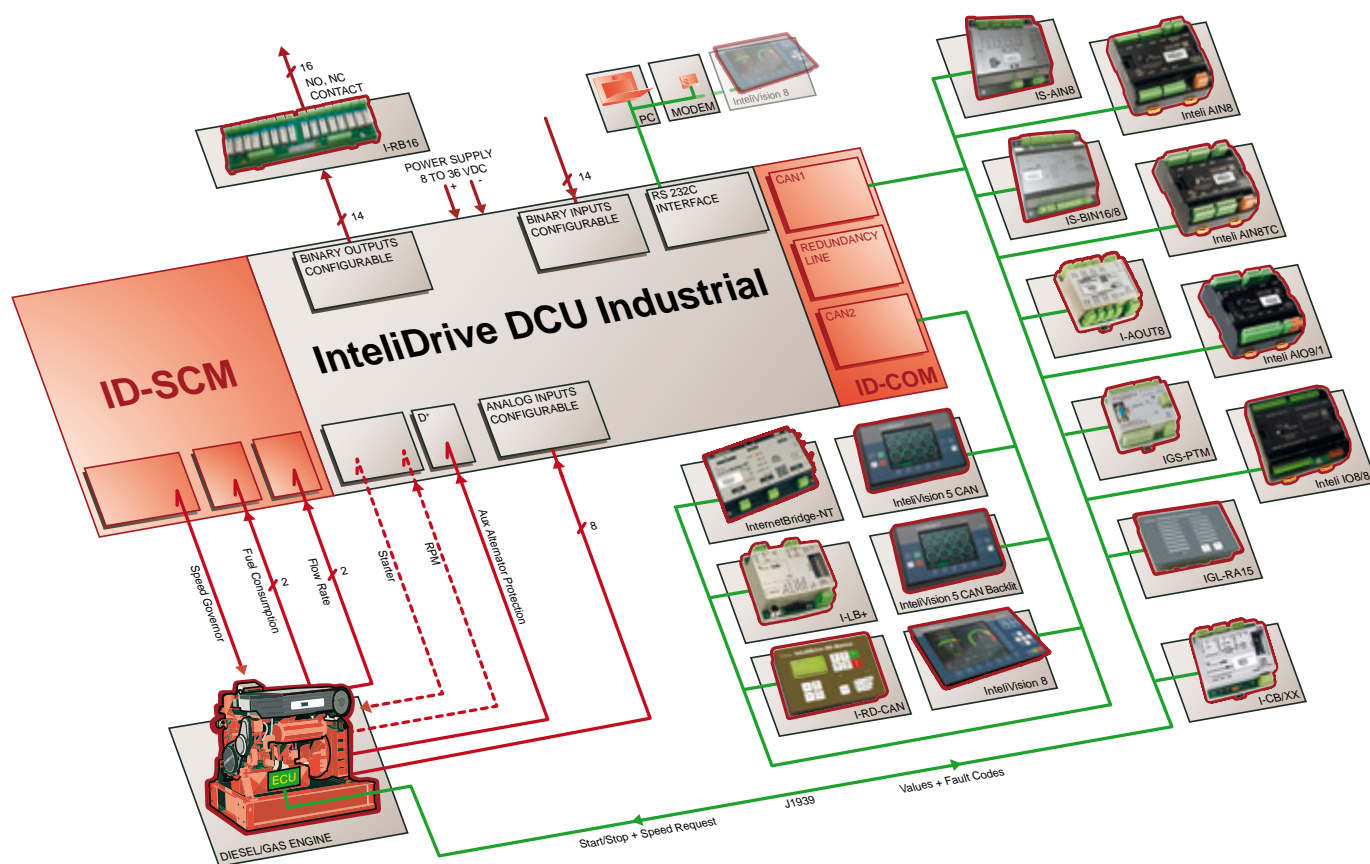 16
NO, NC
CONTACT
I-RB16
14
POWER SUPPLY
8 TO 36 VDC
+ -
14
PC
MODEM
InteliVision 8
BINARY OUTPUTS
CONFIGURABLE
BINARY INPUTS
CONFIGURABLE
RS 232C
INTERFACE
CAN1
REDUNDANCY
LINE
CAN2
ID-COM
ID-SCM
InteliDrive DCU Industrial
D+
ANALOG INPUTS
CONFIGURABLE
IS-AIN8
Inteli AIN8
IS-BIN16/8
Inteli AIN8TC
I-AOUT8
Inteli AIO9/1
IGS-PTM
Inteli IO8/8
IGL-RA15
I-CB/XX
InternetBridge-NT
InteliVision 5 CAN
I-LB+
InteliVision 5 CAN Backlit
I-RD-CAN
InteliVision 8
Speed Governor
Fuel Consumption
2
Flow Rate
2
Starter
RPM
Aux Alternator Protection
8
ECU
DIESEL/GAS ENGINE
Start/Stop + Speed Request
J1939
Values + Fault Codes